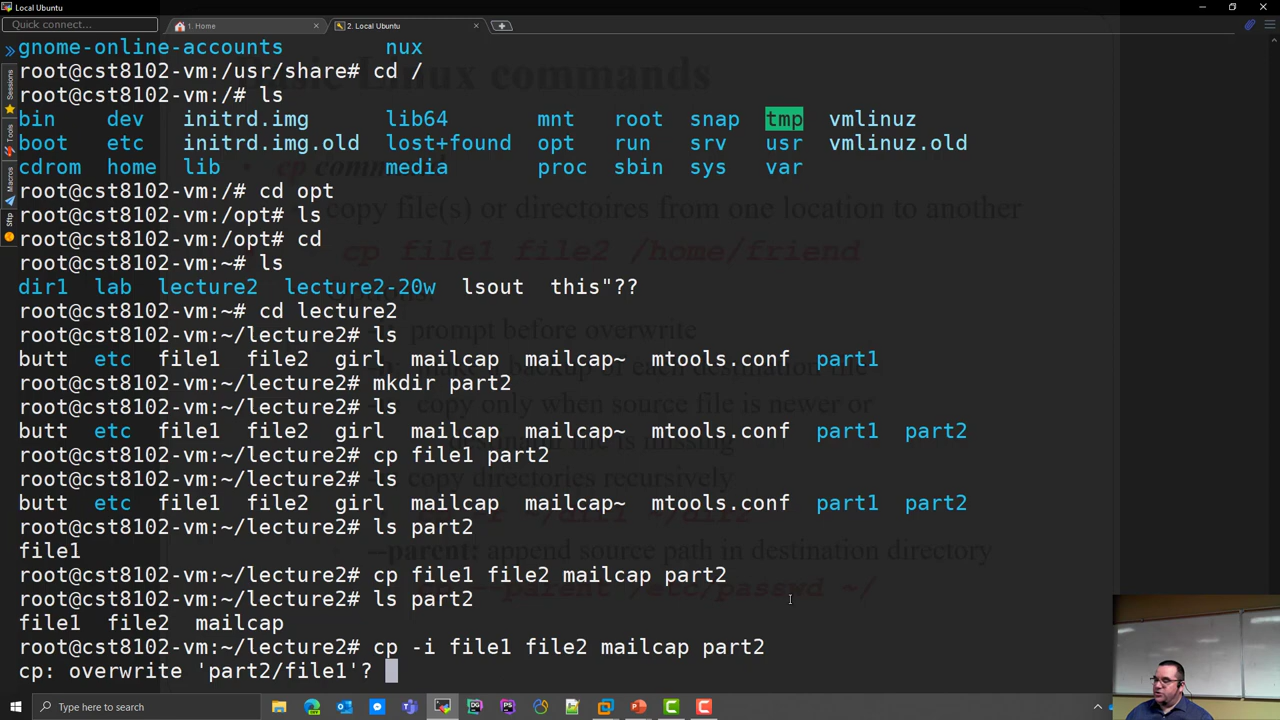 Local Ubuntu
Quick connect...
1. Home
2. Local Ubuntu
Sessions
Tools
Macros
Sftp
gnome-online-accounts nux
root@cst8102-vm:/usr/share# cd /
root@cst8102-vm:/# ls
bin dev initrd.img lib64 mnt root snap tmp vmlinuz
boot etc initrd.img.old lost+found opt run srv usr vmlinuz.old
cdrom home lib media proc sbin sys var
root@cst8102-vm:/# cd opt
root@cst8102-vm:/opt# ls
root@cst8102-vm:/opt# cd
root@cst8102-vm:~# ls
dir1 lab lecture2 lecture2-20w lsout this"??
root@cst8102-vm:~# cd lecture2
root@cst8102-vm:~/lecture2# ls
butt etc file1 file2 girl mailcap mailcap~ mtools.conf part1
root@cst8102-vm:~/lecture2# mkdir part2
root@cst8102-vm:~/lecture2# ls
butt etc file1 file2 girl mailcap mailcap~ mtools.conf part1 part2
root@cst8102-vm:~/lecture2# cp file1 part2
root@cst8102-vm:~/lecture2# ls
butt etc file1 file2 girl mailcap mailcap~ mtools.conf part1 part2
root@cst8102-vm:~/lecture2# ls part2
file1
root@cst8102-vm:~/lecture2# cp file1 file2 mailcap part2
root@cst8102-vm:~/lecture2# ls part2
file1 file2 mailcap
root@cst8102-vm:~/lecture2# cp -i file1 file2 mailcap part2
cp: overwrite 'part2/file1'?
Linux commands
cp
copy file(s) or directoires from one location to another
cp file1 file2 /home/friend
prompt before overwrite
copy only when source file is newer or
missing
copy directories recursively
--parent: append source path in destination directory
--parent /etc/passwd ~/
Type here to search